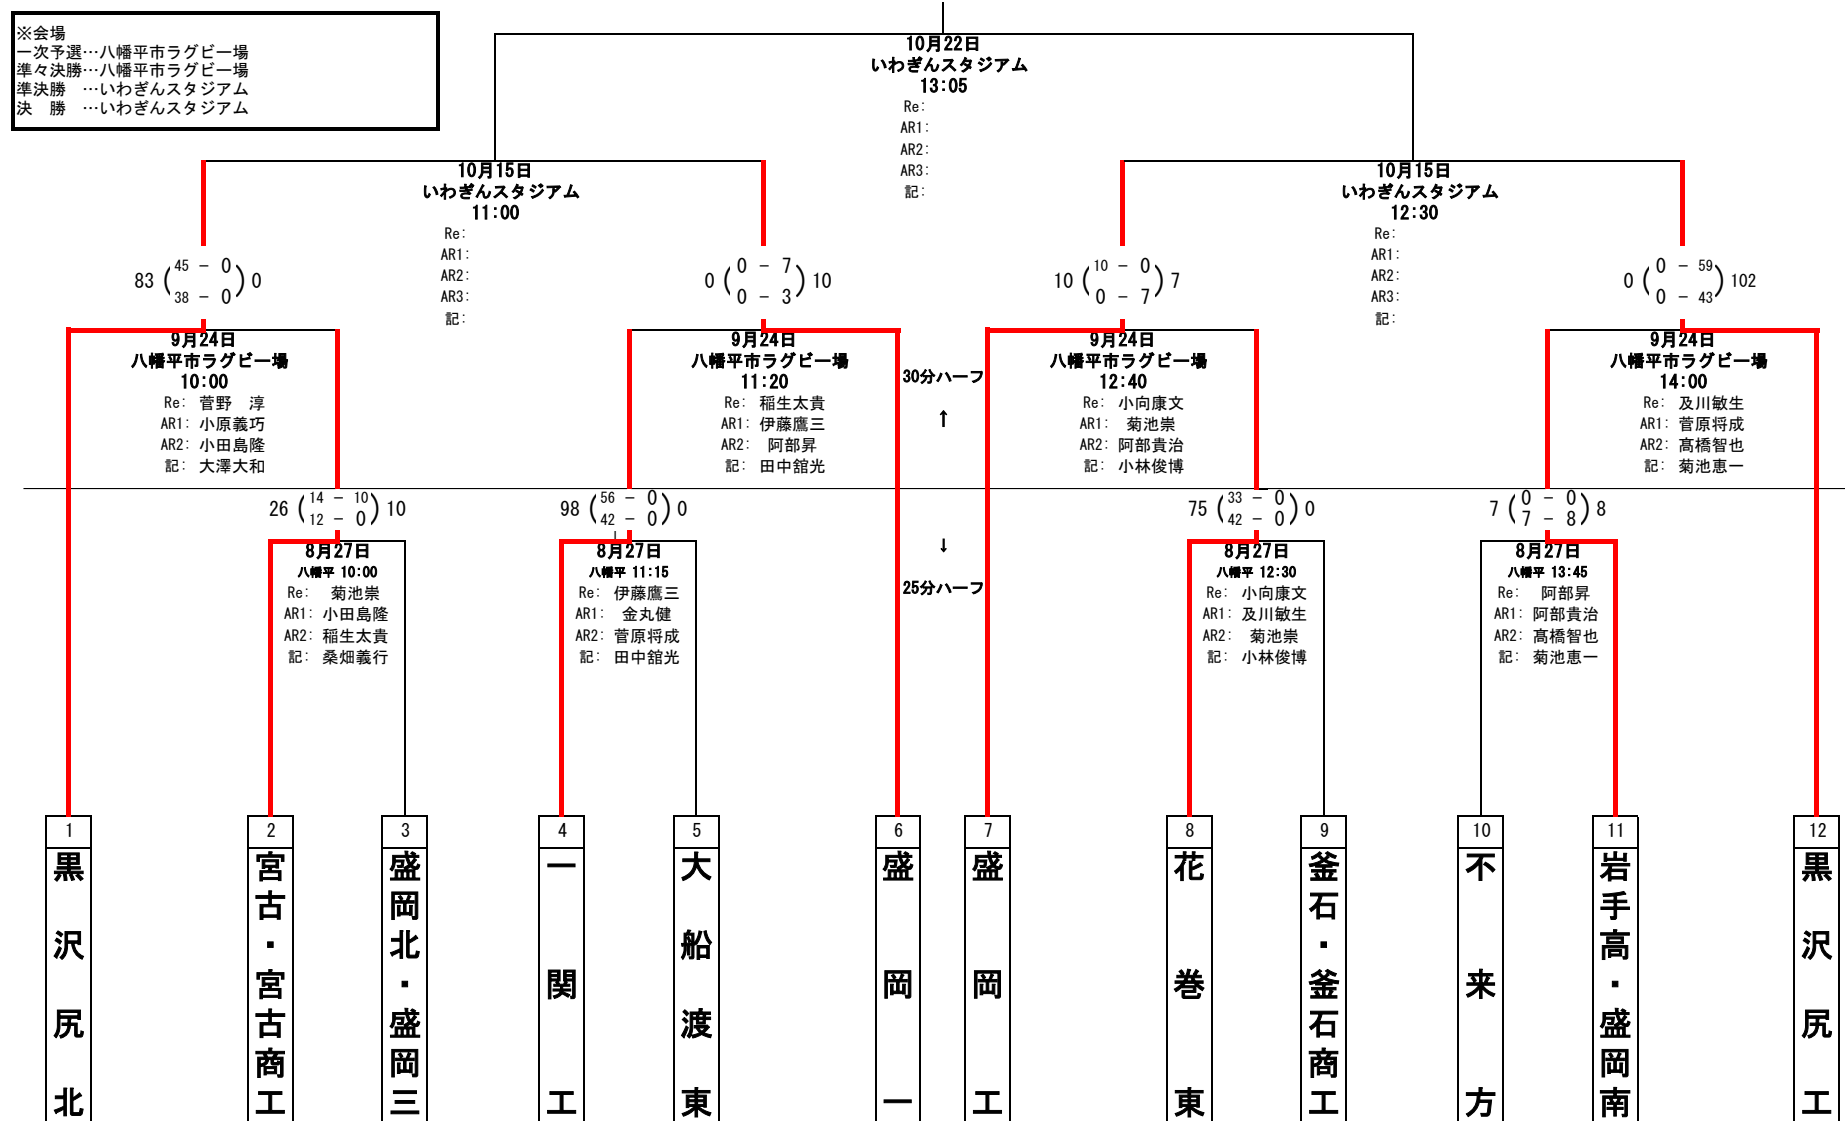 ※会場
一次予選…八幡平市ラグビー場
準々決勝…八幡平市ラグビー場
準決勝　…いわぎんスタジアム
決　勝　…いわぎんスタジアム
10月22日
いわぎんスタジアム
13:05
Re:
AR1:
AR2:
AR3:
記:
10月15日
いわぎんスタジアム
11:00
Re:
AR1:
AR2:
AR3:
記:
10月15日
いわぎんスタジアム
12:30
Re:
AR1:
AR2:
AR3:
記:
83 ( 45 － 0 ) 0
38 － 0
0 ( 0 － 7 ) 10
0 － 3
10 ( 10 － 0 ) 7
0 － 7
0 ( 0 － 59 ) 102
0 － 43
9月24日
八幡平市ラグビー場
10:00
Re: 菅野　淳
AR1: 小原義巧
AR2: 小田島隆
記: 大澤大和
9月24日
八幡平市ラグビー場
11:20
Re: 稲生太貴
AR1: 伊藤鷹三
AR2: 阿部昇
記: 田中舘光
30分ハーフ
↑
9月24日
八幡平市ラグビー場
12:40
Re: 小向康文
AR1: 菊池崇
AR2: 阿部貴治
記: 小林俊博
9月24日
八幡平市ラグビー場
14:00
Re: 及川敏生
AR1: 菅原将成
AR2: 髙橋智也
記: 菊池恵一
26 ( 14 － 10 ) 10
12 － 0
98 ( 56 － 0 ) 0
42 － 0
75 ( 33 － 0 ) 0
42 － 0
7 ( 0 － 0 ) 8
7 － 8
8月27日
八幡平 10:00
Re: 菊池崇
AR1: 小田島隆
AR2: 稲生太貴
記: 桑畑義行
8月27日
八幡平 11:15
Re: 伊藤鷹三
AR1: 金丸健
AR2: 菅原将成
記: 田中舘光
↓
25分ハーフ
8月27日
八幡平 12:30
Re: 小向康文
AR1: 及川敏生
AR2: 菊池崇
記: 小林俊博
8月27日
八幡平 13:45
Re: 阿部昇
AR1: 阿部貴治
AR2: 髙橋智也
記: 菊池恵一
1
黒沢尻北
2
宮古・宮古商工
3
盛岡北・盛岡三
4
一関工
5
大船渡東
6
盛岡一
7
盛岡工
8
花巻東
9
釜石・釜石商工
10
不来方
11
岩手高・盛岡南
12
黒沢尻工